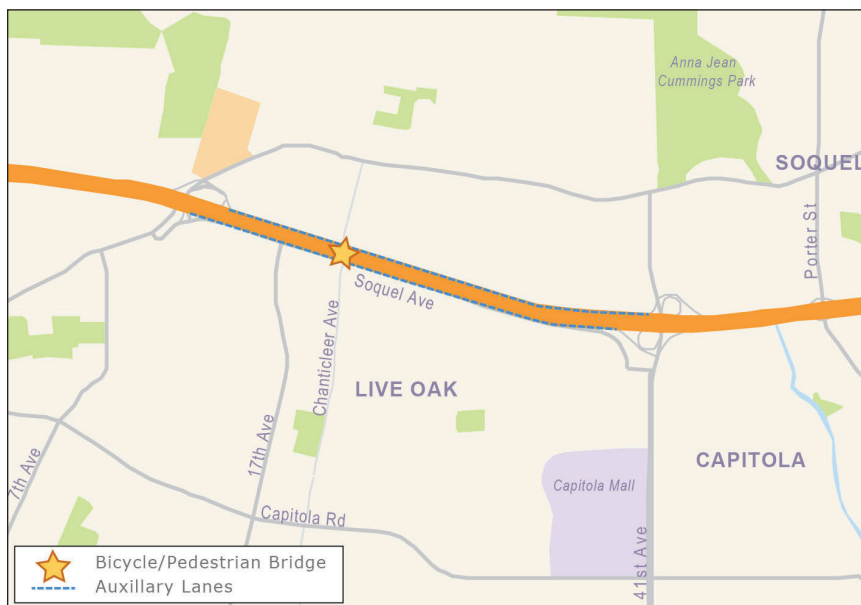 Anna Jean
Cummings Park
SOQUEL
Porter St
Soquel Ave
Chanticleer Ave
LIVE OAK
17th Ave
7th Ave
CAPITOLA
Capitola Mall
Capitola Rd
41st Ave
Bicycle/Pedestrian Bridge
Auxillary Lanes